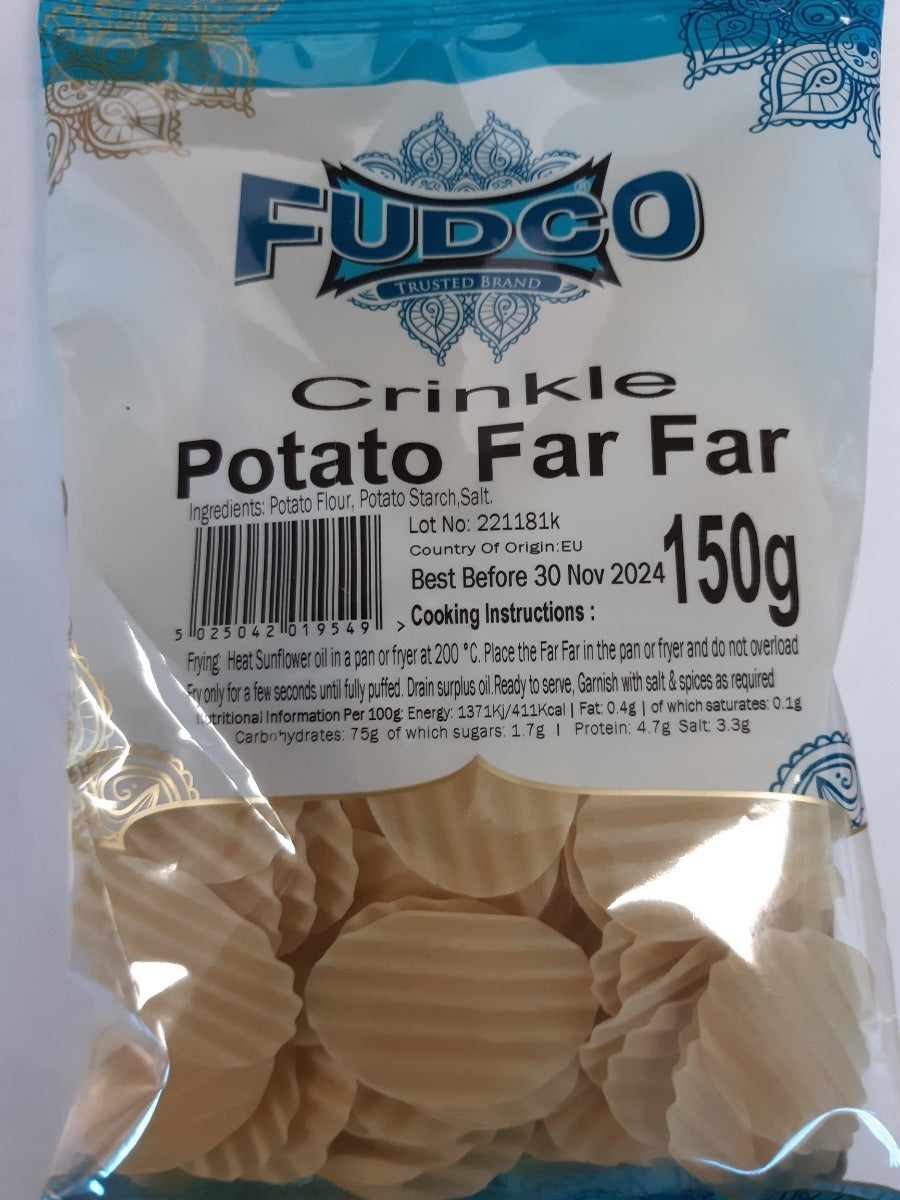 FUDCO®
TRUSTED BRAND
Crinkle
Potato Far Far
Ingredients: Potato Flour, Potato Starch,Salt.
Lot No: 221181k
Country Of Origin:EU
Best Before 30 Nov 2024
150g
5 025042 019549 >
Cooking Instructions :
Frying: Heat Sunflower oil in a pan or fryer at 200 °C. Place the Far Far in the pan or fryer and do not overload
Fry only for a few seconds until fully puffed. Drain surplus oil.Ready to serve, Garnish with salt & spices as required
Nutritional Information Per 100g: Energy: 1371Kj/411Kcal | Fat: 0.4g | of which saturates: 0.1g
Carbohydrates: 75g of which sugars: 1.7g | Protein: 4.7g Salt: 3.3g